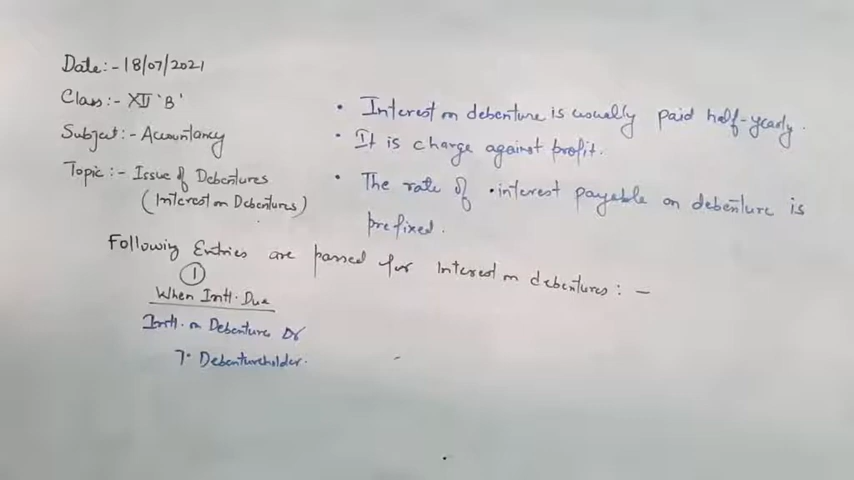 Date:- 18/07/2021
Class:- XII 'B'
Subject:- Accountancy
Topic:- Issue of Debentures
(Interest on Debentures)
• Interest on debenture is usually paid half-yearly.
• It is charge against profit.
• The rate of interest payable on debenture is
prefixed.
Following Entries are passed for interest on debentures: -
1
When Intt. Due
Intt. on Debenture Dr
To Debentureholder.